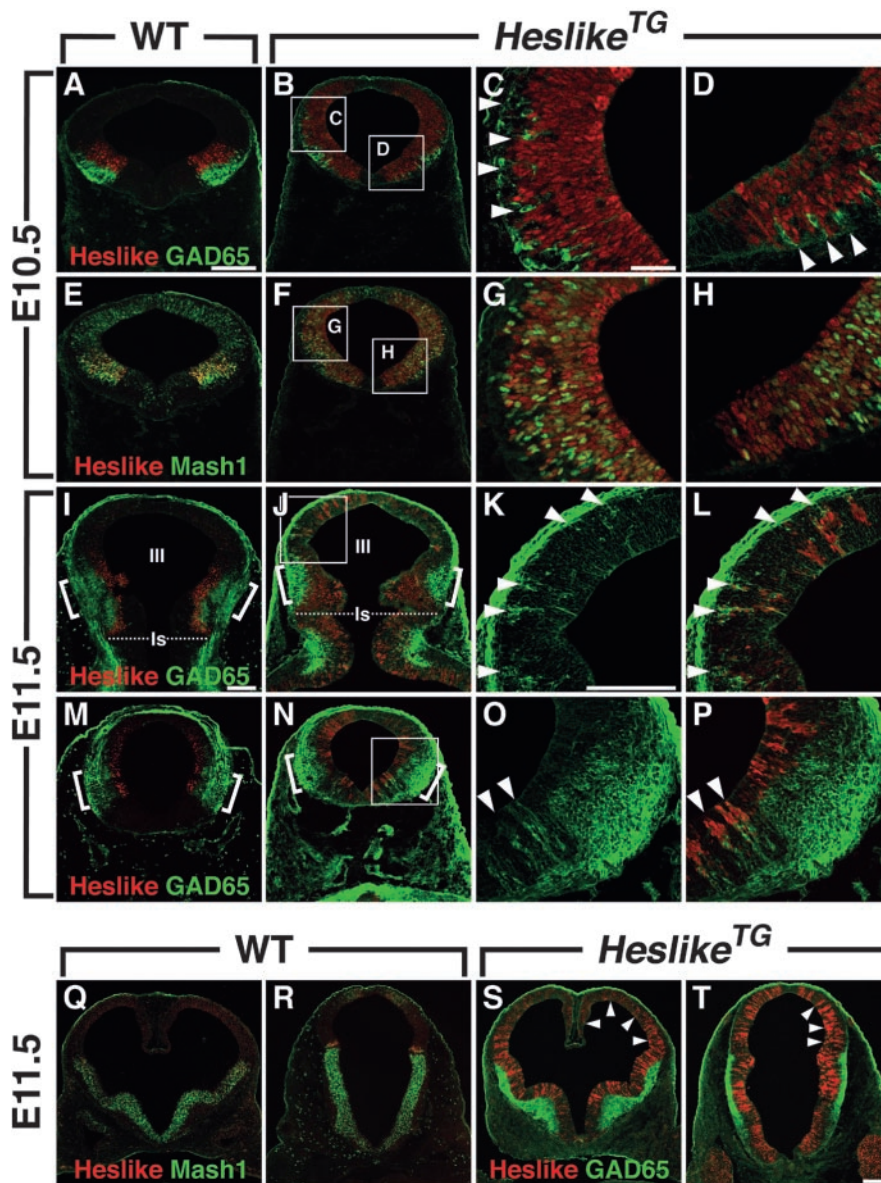 WT Heslike^TG
E10.5
A B C C D D
Heslike GAD65
E F G G H H
Heslike Mash1
E11.5
I III Is J III Is K L
Heslike GAD65
M N O P
Heslike GAD65
WT Heslike^TG
E11.5
Q R S T
Heslike Mash1 Heslike GAD65